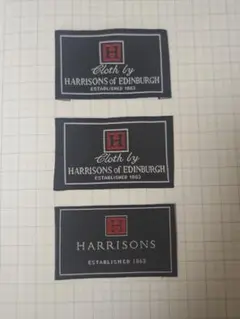 H
Cloth by
HARRISONS of EDINBURGH
ESTABLISHED 1863
H
Cloth by
HARRISONS of EDINBURGH
ESTABLISHED 1863
H
HARRISONS
ESTABLISHED 1863